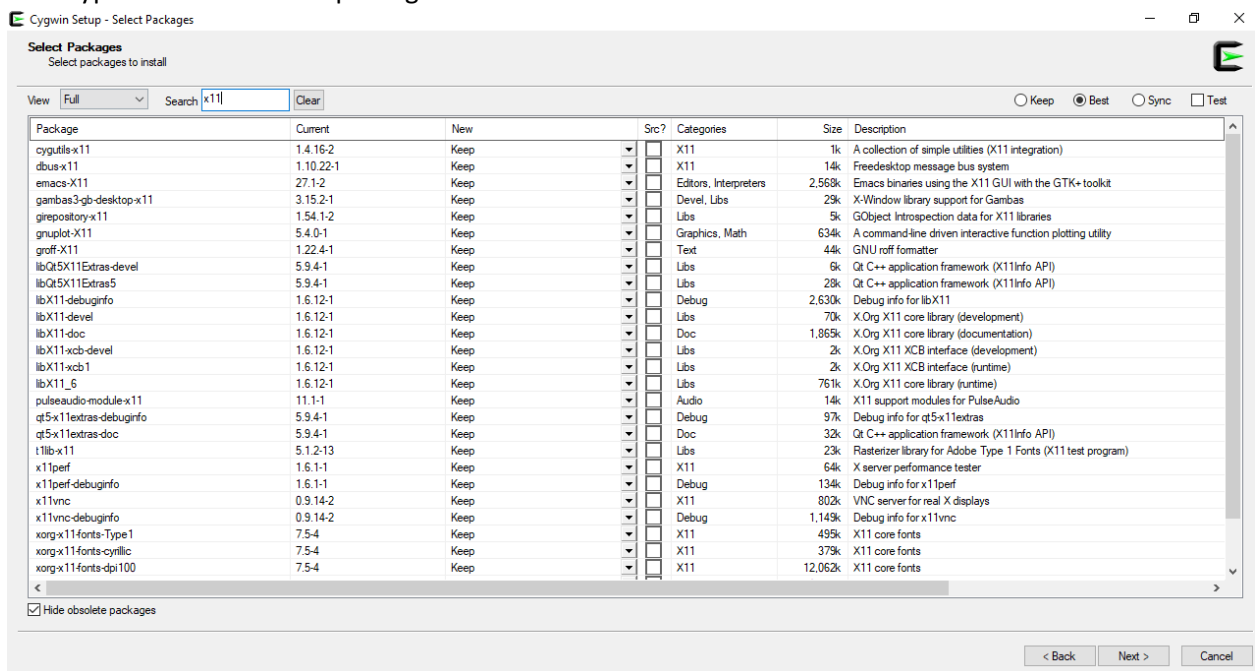 Cygwin Setup - Select Packages
Select Packages
Select packages to install
View Full Search x11 Clear Keep Best Sync Test
Package Current New Src? Categories Size Description
cygutils-x11 1.4.16-2 Keep X11 1k A collection of simple utilities (X11 integration)
dbus-x11 1.10.22-1 Keep X11 14k Freedesktop message bus system
emacs-X11 27.1-2 Keep Editors, Interpreters 2,568k Emacs binaries using the X11 GUI with the GTK+ toolkit
gambas3-gb-desktop-x11 3.15.2-1 Keep Devel, Libs 29k X-Window library support for Gambas
girepository-x11 1.54.1-2 Keep Libs 5k GObject Introspection data for X11 libraries
gnuplot-X11 5.4.0-1 Keep Graphics, Math 634k A command-line driven interactive function plotting utility
groff-X11 1.22.4-1 Keep Text 44k GNU roff formatter
libQt5X11Extras-devel 5.9.4-1 Keep Libs 6k Qt C++ application framework (X11Info API)
libQt5X11Extras5 5.9.4-1 Keep Libs 28k Qt C++ application framework (X11Info API)
libX11-debuginfo 1.6.12-1 Keep Debug 2,630k Debug info for libX11
libX11-devel 1.6.12-1 Keep Libs 70k X.Org X11 core library (development)
libX11-doc 1.6.12-1 Keep Doc 1,865k X.Org X11 core library (documentation)
libX11-xcb-devel 1.6.12-1 Keep Libs 2k X.Org X11 XCB interface (development)
libX11-xcb1 1.6.12-1 Keep Libs 2k X.Org X11 XCB interface (runtime)
libX11_6 1.6.12-1 Keep Libs 761k X.Org X11 core library (runtime)
pulseaudio-module-x11 11.1-1 Keep Audio 14k X11 support modules for PulseAudio
qt5-x11extras-debuginfo 5.9.4-1 Keep Debug 97k Debug info for qt5-x11extras
qt5-x11extras-doc 5.9.4-1 Keep Doc 32k Qt C++ application framework (X11Info API)
t1lib-x11 5.1.2-13 Keep Libs 23k Rasterizer library for Adobe Type 1 Fonts (X11 test program)
x11perf 1.6.1-1 Keep X11 64k X server performance tester
x11perf-debuginfo 1.6.1-1 Keep Debug 134k Debug info for x11perf
x11vnc 0.9.14-2 Keep X11 802k VNC server for real X displays
x11vnc-debuginfo 0.9.14-2 Keep Debug 1,149k Debug info for x11vnc
xorg-x11-fonts-Type1 7.5-4 Keep X11 495k X11 core fonts
xorg-x11-fonts-cyrillic 7.5-4 Keep X11 379k X11 core fonts
xorg-x11-fonts-dpi100 7.5-4 Keep X11 12,062k X11 core fonts
Hide obsolete packages
< Back Next > Cancel